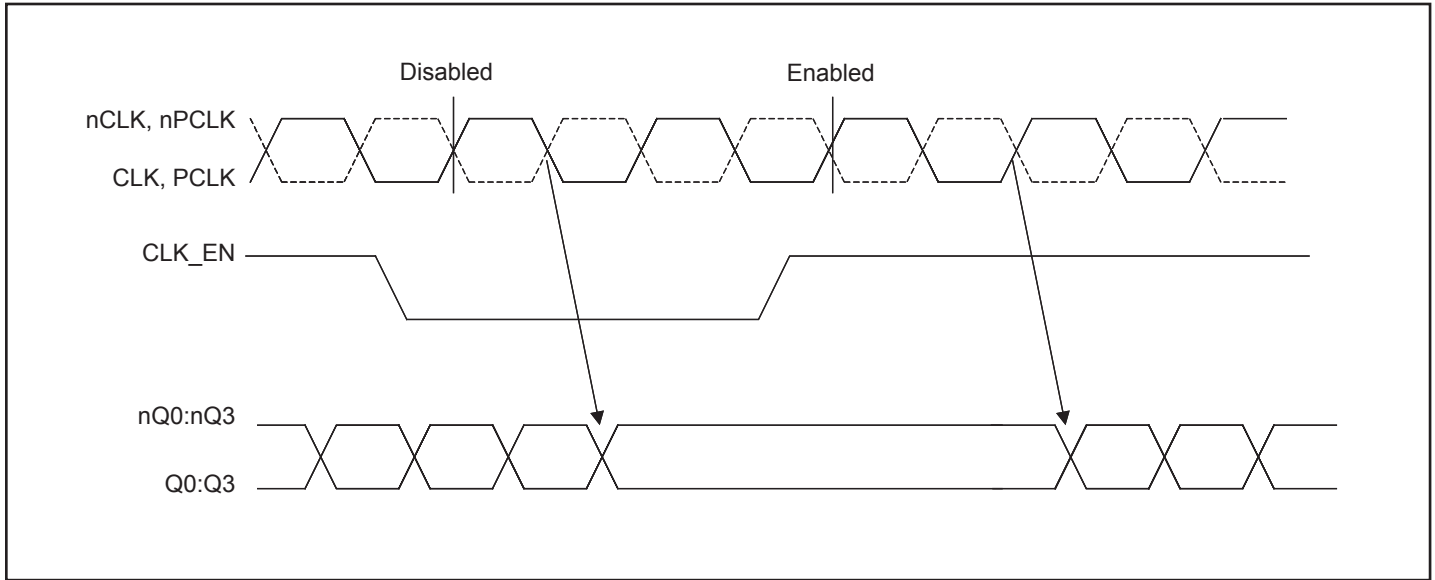 Disabled
Enabled
nCLK, nPCLK
CLK, PCLK
CLK_EN
nQ0:nQ3
Q0:Q3